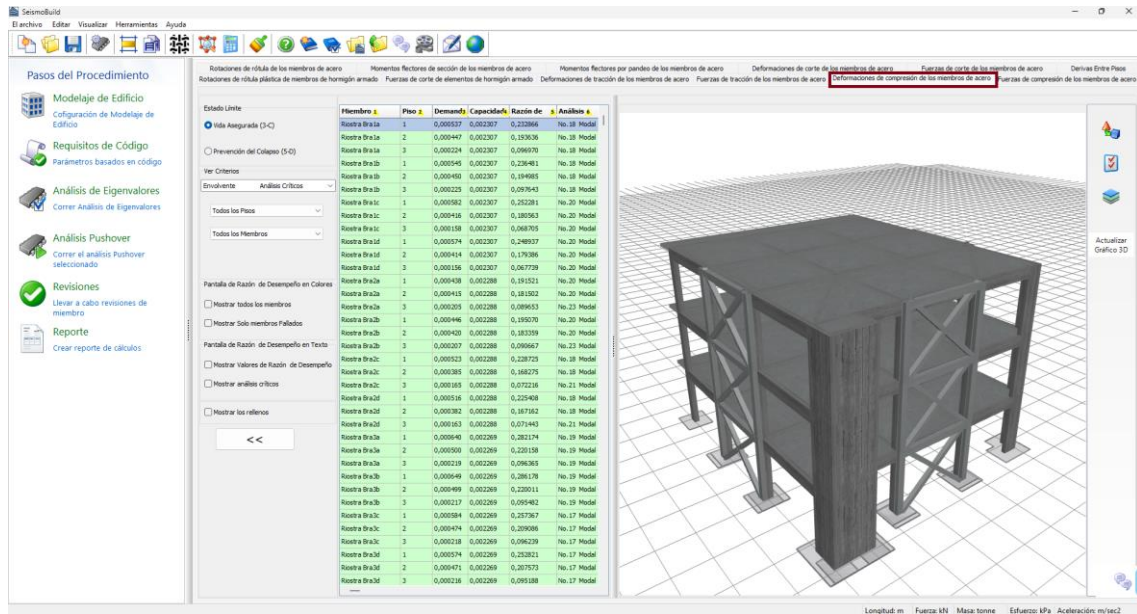 SeismoBuild
El archivo Editar Visualizar Herramientas Ayuda
Pasos del Procedimiento
Modelaje de Edificio
Cofiguración de Modelaje de Edificio
Requisitos de Código
Parámetros basados en código
Análisis de Eigenvalores
Correr Análisis de Eigenvalores
Análisis Pushover
Correr el análisis Pushover seleccionado
Revisiones
Llevar a cabo revisiones de miembro
Reporte
Crear reporte de cálculos
Rotaciones de rótula de los miembros de acero Momentos flectores de sección de los miembros de acero Momentos flectores por pandeo de los miembros de acero Deformaciones de corte de los miembros de acero Fuerzas de corte de los miembros de acero Derivas Entre Pisos
Rotaciones de rótula plástica de miembros de hormigón armado Fuerzas de corte de elementos de hormigón armado Deformaciones de tracción de los miembros de acero Fuerzas de tracción de los miembros de acero Deformaciones de compresión de los miembros de acero Fuerzas de compresión de los miembros de acero
Estado Límite
Vida Asegurada (3-C)
Prevención del Colapso (5-D)
Ver Criterios
Envolvente Análisis Críticos
Todos los Pisos
Todos los Miembros
Pantalla de Razón de Desempeño en Colores
Mostrar todos los miembros
Mostrar Solo miembros Fallados
Pantalla de Razón de Desempeño en Texto
Mostrar Valores de Razón de Desempeño
Mostrar análisis críticos
Mostrar los rellenos
<<
Miembro 1 Piso 2 Demand 3 Capacidad 4 Razón de 5 Análisis 6
Riostra Bra1a 1 0,000537 0,002307 0,232866 No.18 Modal
Riostra Bra1a 2 0,000447 0,002307 0,193636 No.18 Modal
Riostra Bra1a 3 0,000224 0,002307 0,096970 No.18 Modal
Riostra Bra1b 1 0,000545 0,002307 0,236481 No.18 Modal
Riostra Bra1b 2 0,000450 0,002307 0,194985 No.18 Modal
Riostra Bra1b 3 0,000225 0,002307 0,097643 No.18 Modal
Riostra Bra1c 1 0,000582 0,002307 0,252281 No.20 Modal
Riostra Bra1c 2 0,000416 0,002307 0,180563 No.20 Modal
Riostra Bra1c 3 0,000158 0,002307 0,068705 No.20 Modal
Riostra Bra1d 1 0,000574 0,002307 0,248937 No.20 Modal
Riostra Bra1d 2 0,000414 0,002307 0,179386 No.20 Modal
Riostra Bra1d 3 0,000156 0,002307 0,067739 No.20 Modal
Riostra Bra2a 1 0,000438 0,002288 0,191521 No.20 Modal
Riostra Bra2a 2 0,000415 0,002288 0,181502 No.20 Modal
Riostra Bra2a 3 0,000205 0,002288 0,089653 No.23 Modal
Riostra Bra2b 1 0,000446 0,002288 0,195070 No.20 Modal
Riostra Bra2b 2 0,000420 0,002288 0,183359 No.20 Modal
Riostra Bra2b 3 0,000207 0,002288 0,090667 No.23 Modal
Riostra Bra2c 1 0,000523 0,002288 0,228725 No.18 Modal
Riostra Bra2c 2 0,000385 0,002288 0,168275 No.18 Modal
Riostra Bra2c 3 0,000165 0,002288 0,072216 No.21 Modal
Riostra Bra2d 1 0,000516 0,002288 0,225408 No.18 Modal
Riostra Bra2d 2 0,000382 0,002288 0,167162 No.18 Modal
Riostra Bra2d 3 0,000163 0,002288 0,071443 No.21 Modal
Riostra Bra3a 1 0,000640 0,002269 0,282174 No.19 Modal
Riostra Bra3a 2 0,000500 0,002269 0,220158 No.19 Modal
Riostra Bra3a 3 0,000219 0,002269 0,096365 No.19 Modal
Riostra Bra3b 1 0,000649 0,002269 0,286178 No.19 Modal
Riostra Bra3b 2 0,000499 0,002269 0,220011 No.19 Modal
Riostra Bra3b 3 0,000217 0,002269 0,095482 No.19 Modal
Riostra Bra3c 1 0,000584 0,002269 0,257367 No.17 Modal
Riostra Bra3c 2 0,000474 0,002269 0,209086 No.17 Modal
Riostra Bra3c 3 0,000218 0,002269 0,096239 No.17 Modal
Riostra Bra3d 1 0,000574 0,002269 0,252821 No.17 Modal
Riostra Bra3d 2 0,000471 0,002269 0,207573 No.17 Modal
Riostra Bra3d 3 0,000216 0,002269 0,095188 No.17 Modal
Actualizar
Gráfico 3D
Longitud: m Fuerza: kN Masa: tonne Esfuerzo: kPa Aceleración: m/sec2